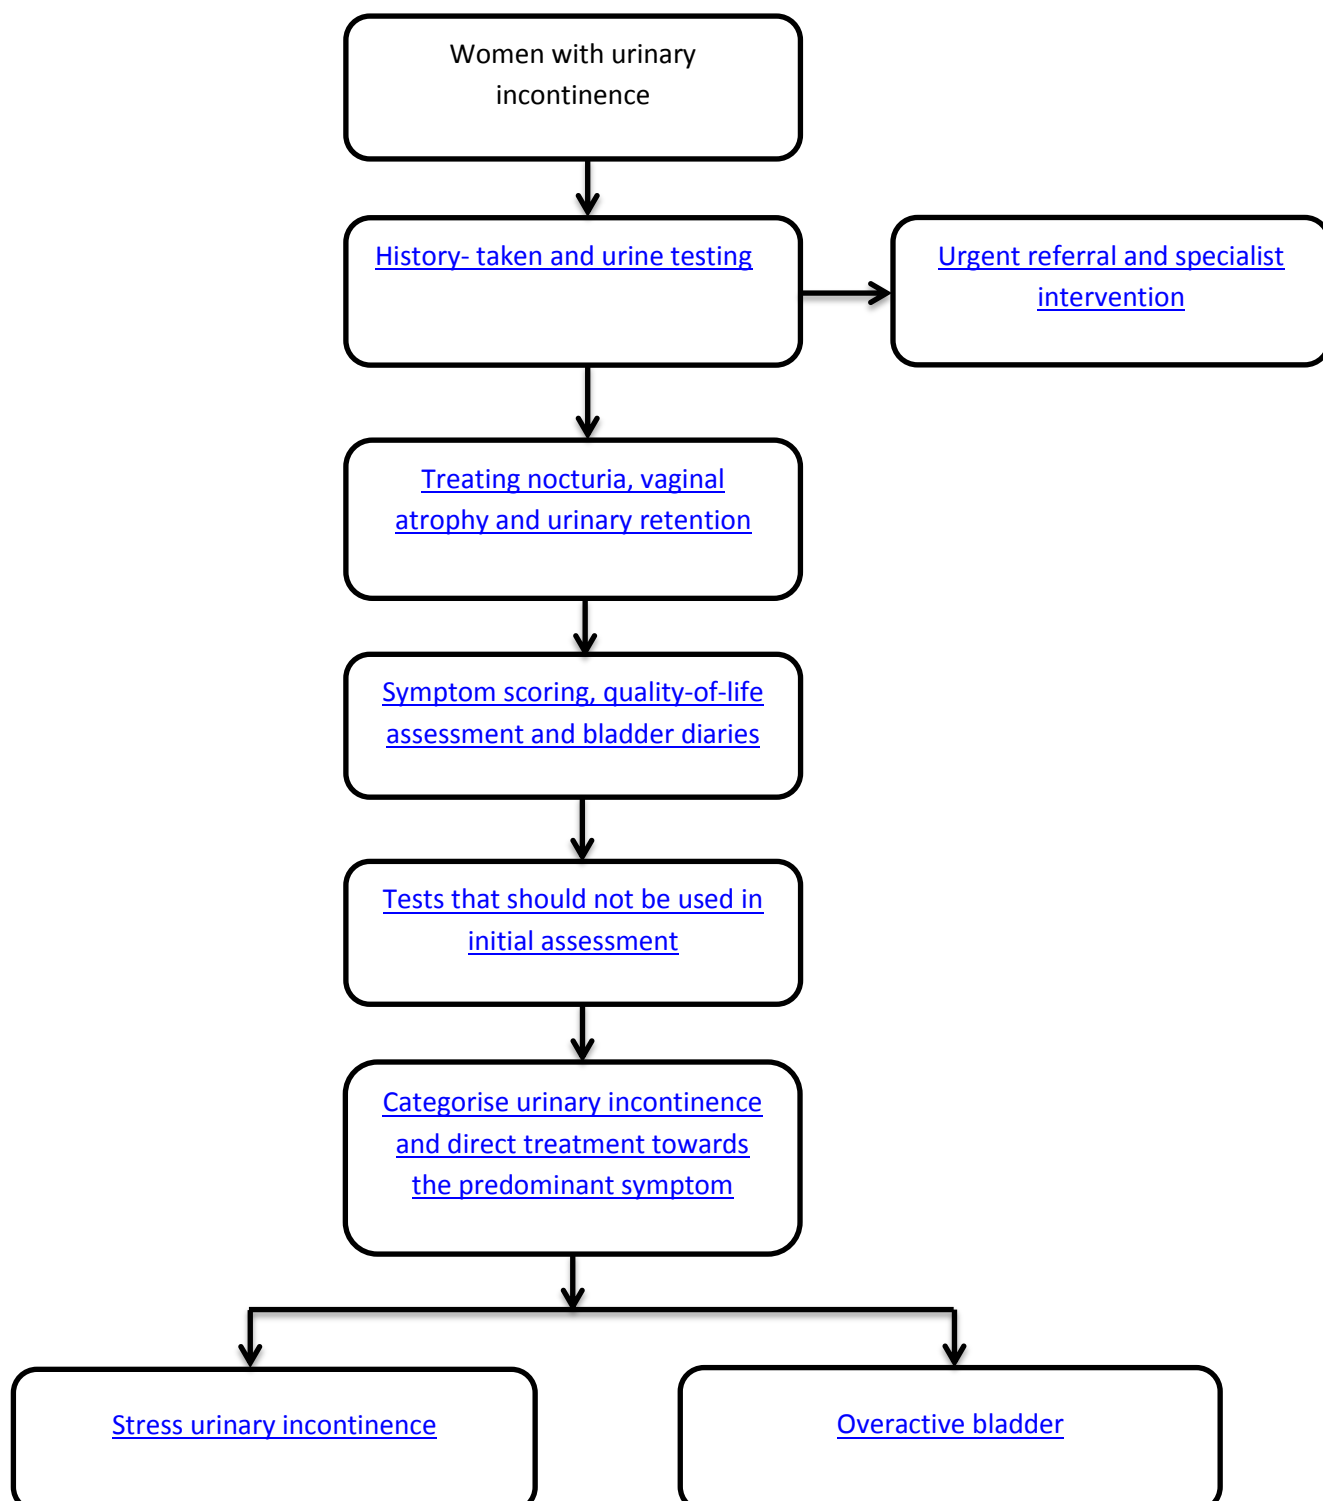 Women with urinary
incontinence
History- taken and urine testing
Urgent referral and specialist
intervention
Treating nocturia, vaginal
atrophy and urinary retention
Symptom scoring, quality-of-life
assessment and bladder diaries
Tests that should not be used in
initial assessment
Categorise urinary incontinence
and direct treatment towards
the predominant symptom
Stress urinary incontinence
Overactive bladder